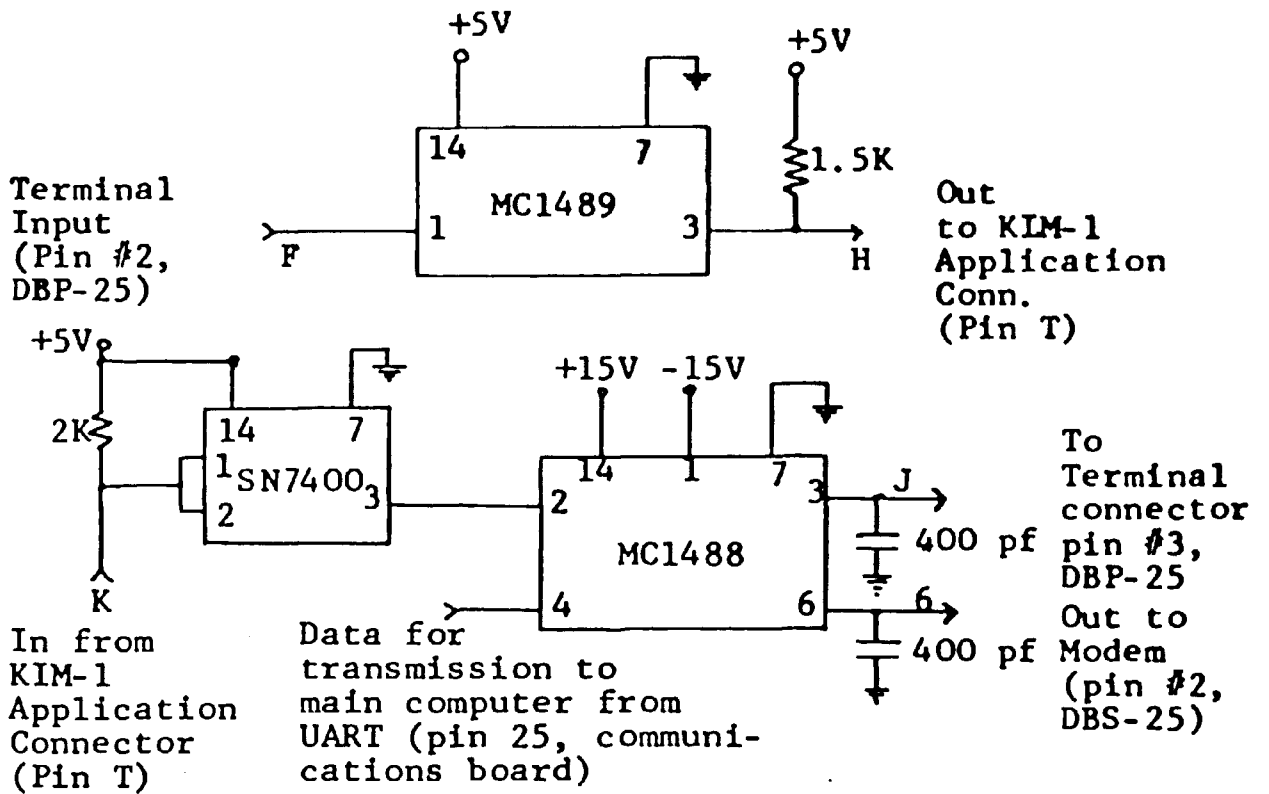 +5V
+5V
14
7
1.5K
MC1489
1
3
Terminal
Input
(Pin #2,
DBP-25)
F
H
Out
to KIM-1
Application
Conn.
(Pin T)
+5V
2K
14
7
1
SN7400
3
2
K
+15V -15V
14
1
7
2
3
MC1488
4
6
J
400 pf
6
400 pf
To
Terminal
connector
pin #3,
DBP-25
Out to
Modem
(pin #2,
DBS-25)
In from
KIM-1
Application
Connector
(Pin T)
Data for
transmission to
main computer from
UART (pin 25, communi-
cations board)